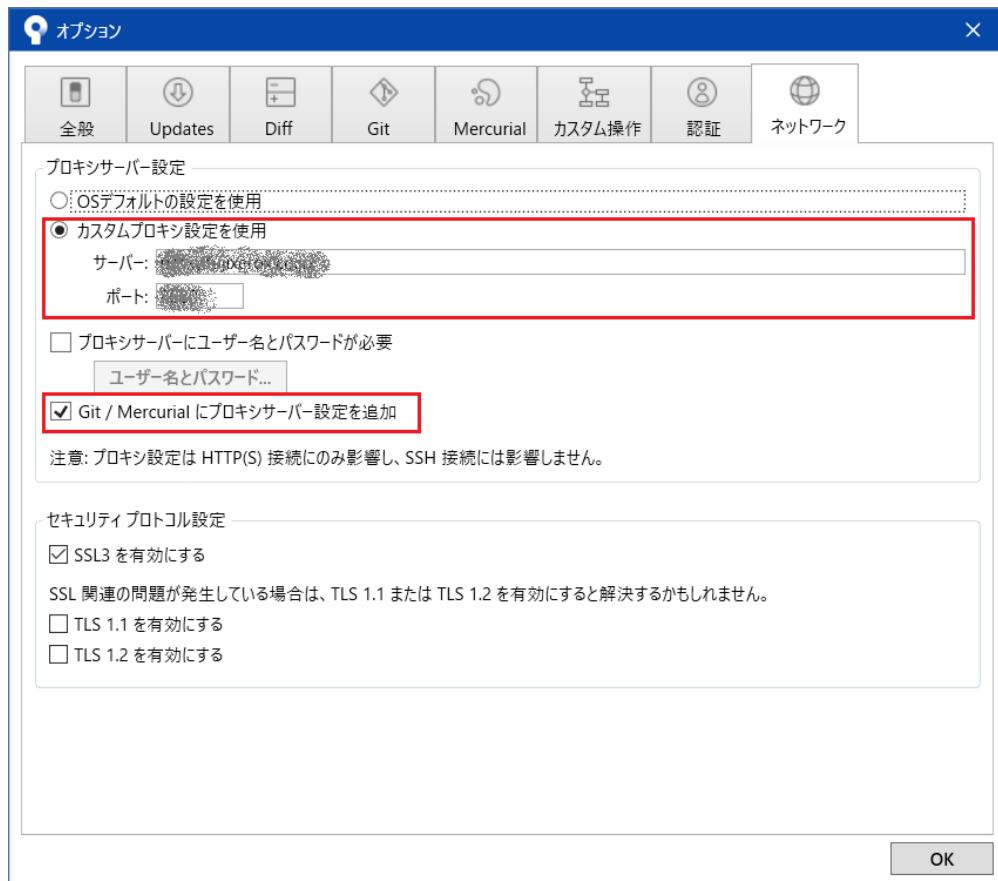 オプション
全般 Updates Diff Git Mercurial カスタム操作 認証 ネットワーク
プロキシサーバー設定
OSデフォルトの設定を使用
カスタムプロキシ設定を使用
サーバー:
ポート:
プロキシサーバーにユーザー名とパスワードが必要
ユーザー名とパスワード...
Git / Mercurial にプロキシサーバー設定を追加
注意: プロキシ設定は HTTP(S) 接続にのみ影響し、SSH 接続には影響しません。
セキュリティ プロトコル設定
SSL3 を有効にする
SSL 関連の問題が発生している場合は、TLS 1.1 または TLS 1.2 を有効にすると解決するかもしれません。
TLS 1.1 を有効にする
TLS 1.2 を有効にする
OK